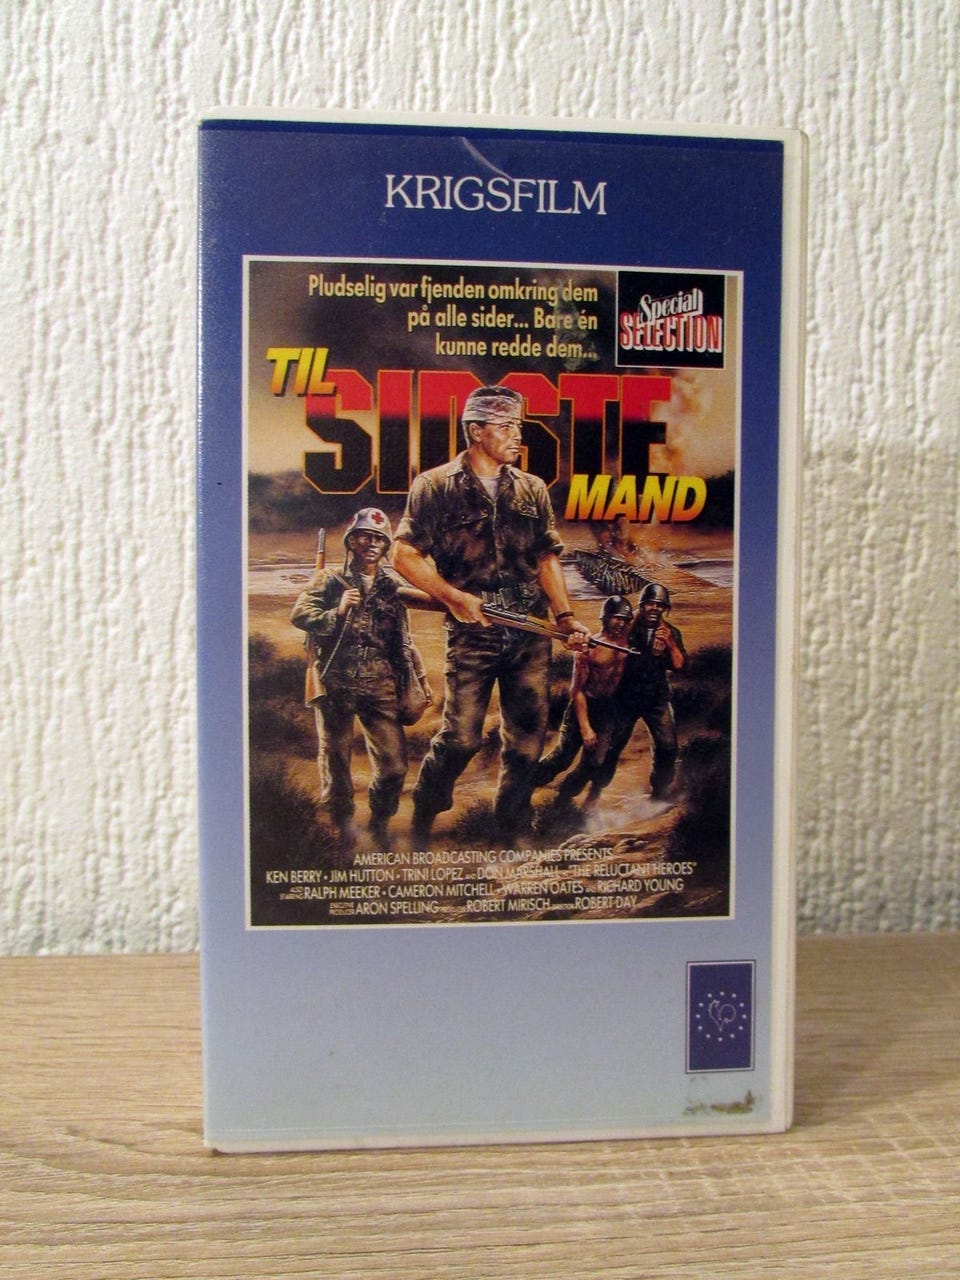 KRIGSFILM
Pludselig var fjenden omkring dem
på alle sider... Bare én
kunne redde dem...
Special
SELECTION
TIL
SIDSTE
MAND
AMERICAN BROADCASTING COMPANIES PRESENTS
KEN BERRY • JIM HUTTON • TRINI LOPEZ AND DON MARSHALL IN "THE RELUCTANT HEROES"
ALSO STARRING RALPH MEEKER • CAMERON MITCHELL • WARREN OATES AND RICHARD YOUNG
EXECUTIVE PRODUCER ARON SPELLING PRODUCER ROBERT MIRISCH DIRECTOR ROBERT DAY